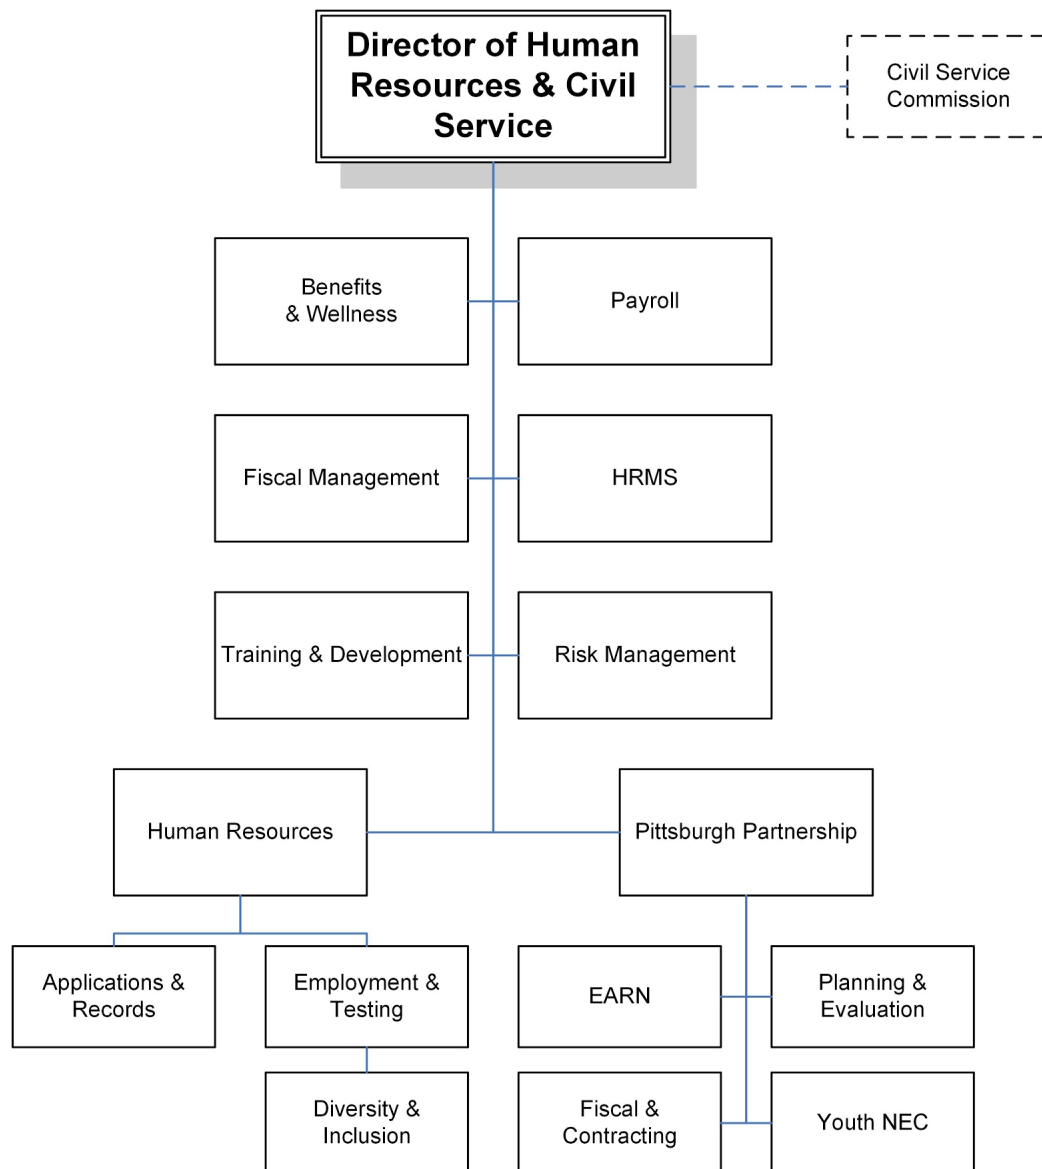 Director of Human
Resources & Civil
Service
Civil Service
Commission
Benefits
& Wellness
Payroll
Fiscal Management
HRMS
Training & Development
Risk Management
Human Resources
Pittsburgh Partnership
Applications &
Records
Employment &
Testing
EARN
Planning &
Evaluation
Diversity &
Inclusion
Fiscal &
Contracting
Youth NEC